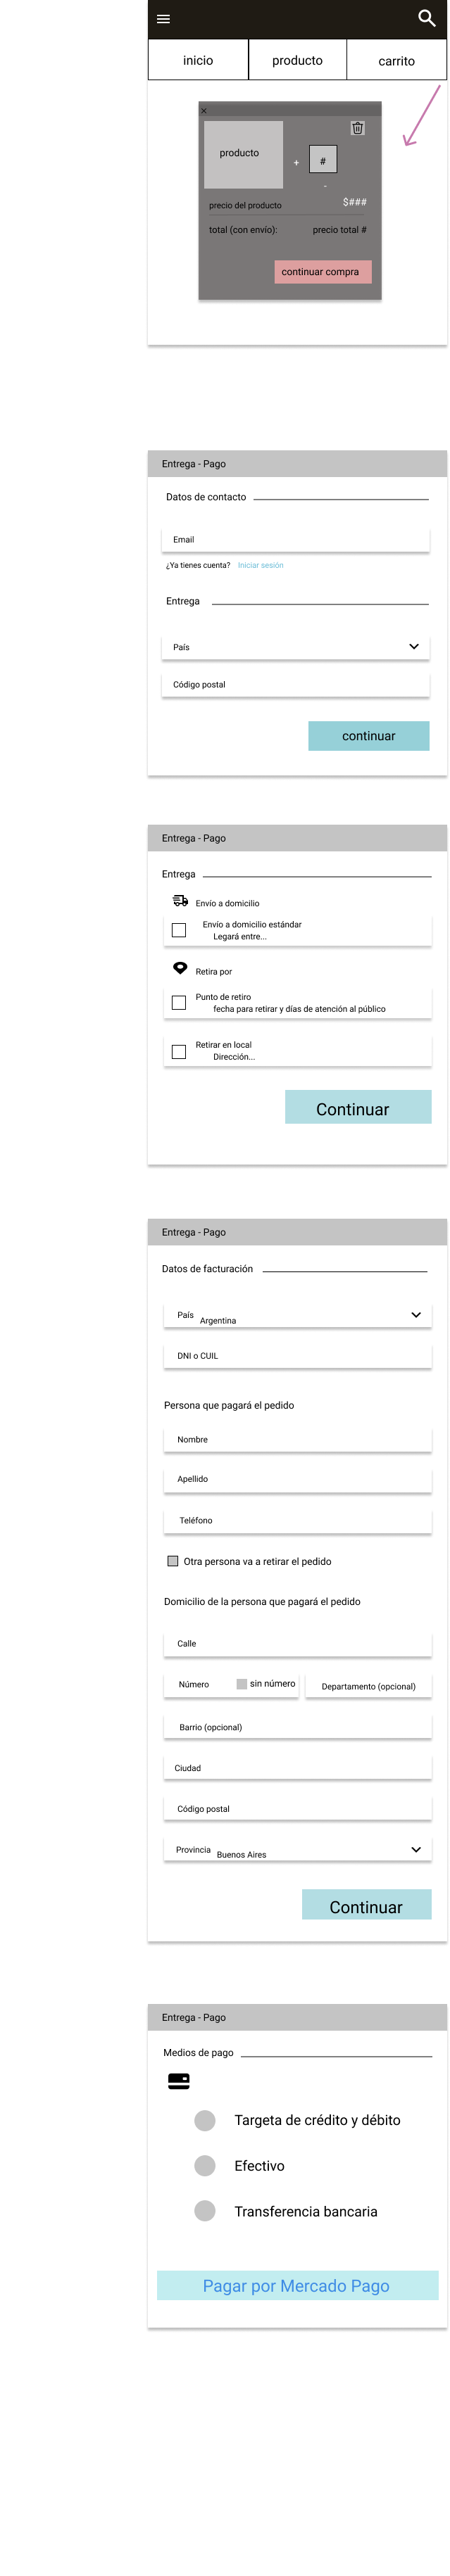 inicio
producto
carrito
producto
+
#
-
precio del producto
$###
total (con envío):
precio total #
continuar compra
Entrega - Pago
Datos de contacto
Email
¿Ya tienes cuenta? Iniciar sesión
Entrega
País
Código postal
continuar
Entrega - Pago
Entrega
Envío a domicilio
Envío a domicilio estándar
Legará entre...
Retira por
Punto de retiro
fecha para retirar y días de atención al público
Retirar en local
Dirección...
Continuar
Entrega - Pago
Datos de facturación
País Argentina
DNI o CUIL
Persona que pagará el pedido
Nombre
Apellido
Teléfono
Otra persona va a retirar el pedido
Domicilio de la persona que pagará el pedido
Calle
Número
sin número
Departamento (opcional)
Barrio (opcional)
Ciudad
Código postal
Provincia Buenos Aires
Continuar
Entrega - Pago
Medios de pago
Targeta de crédito y débito
Efectivo
Transferencia bancaria
Pagar por Mercado Pago